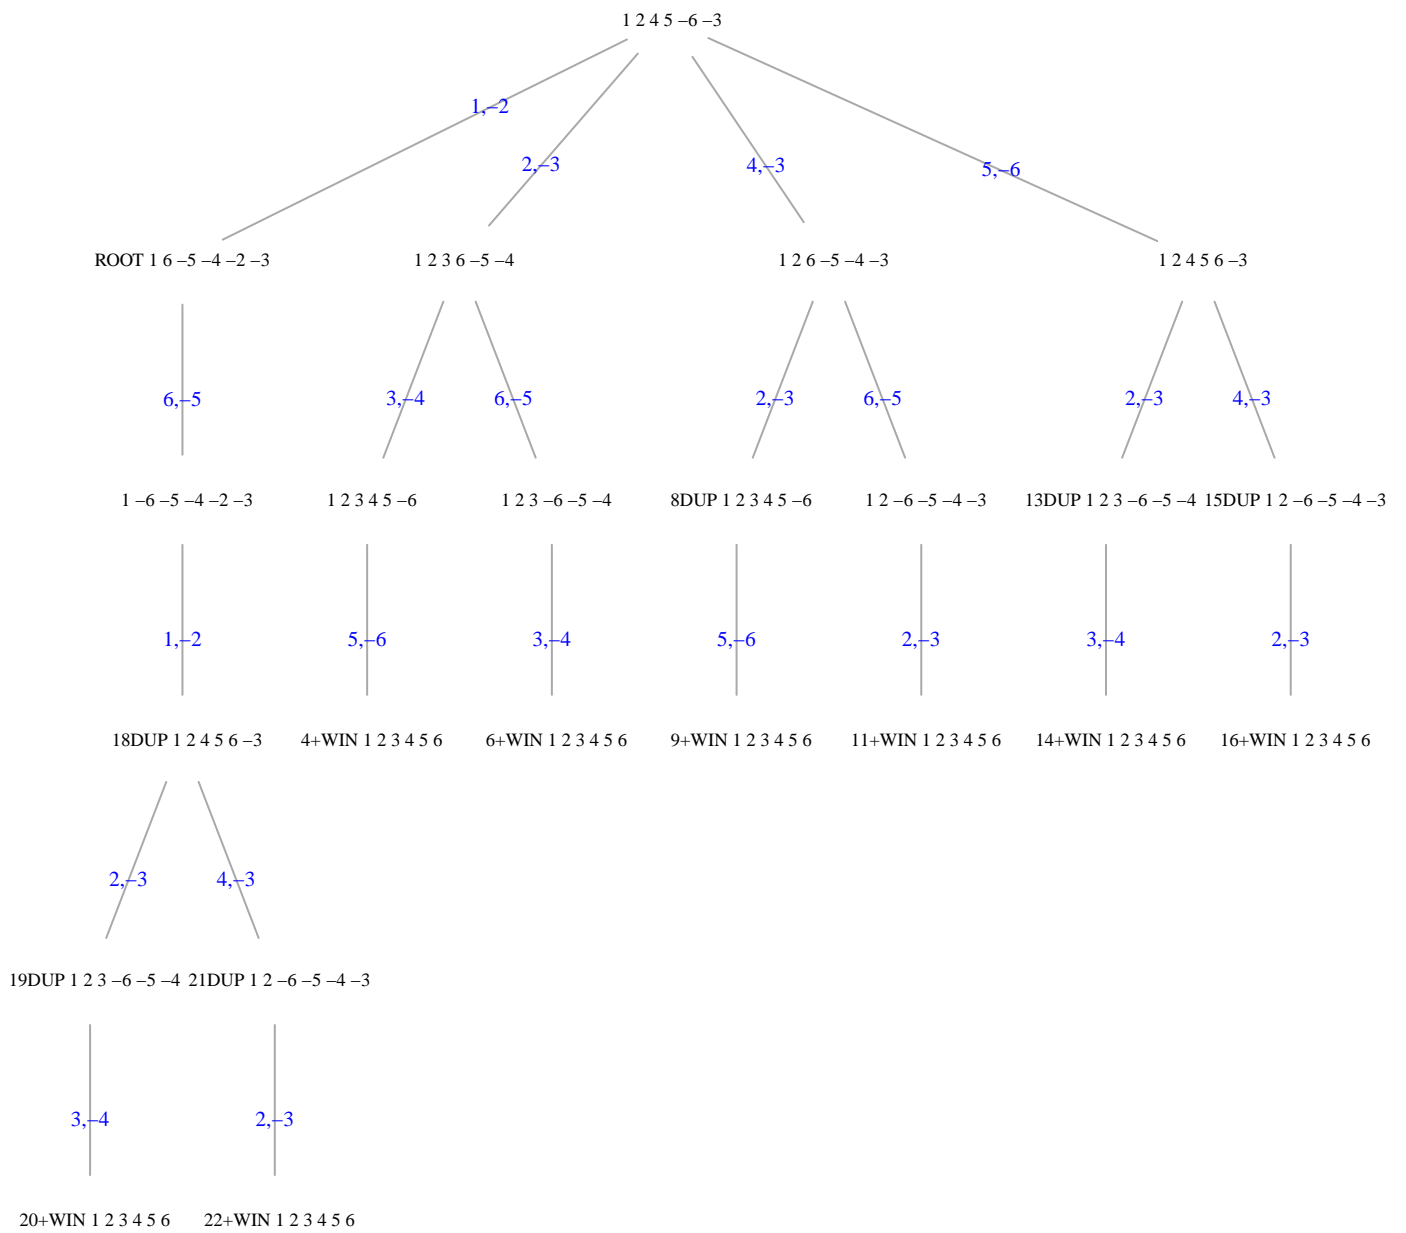 1 2 4 5 –6 –3
1,–2
2,–3
4,–3
5,–6
ROOT 1 6 –5 –4 –2 –3
1 2 3 6 –5 –4
1 2 6 –5 –4 –3
1 2 4 5 6 –3
6,–5
3,–4
6,–5
2,–3
6,–5
2,–3
4,–3
1 –6 –5 –4 –2 –3
1 2 3 4 5 –6
1 2 3 –6 –5 –4
8DUP 1 2 3 4 5 –6
1 2 –6 –5 –4 –3
13DUP 1 2 3 –6 –5 –4
15DUP 1 2 –6 –5 –4 –3
1,–2
5,–6
3,–4
5,–6
2,–3
3,–4
2,–3
18DUP 1 2 4 5 6 –3
4+WIN 1 2 3 4 5 6
6+WIN 1 2 3 4 5 6
9+WIN 1 2 3 4 5 6
11+WIN 1 2 3 4 5 6
14+WIN 1 2 3 4 5 6
16+WIN 1 2 3 4 5 6
2,–3
4,–3
19DUP 1 2 3 –6 –5 –4
21DUP 1 2 –6 –5 –4 –3
3,–4
2,–3
20+WIN 1 2 3 4 5 6
22+WIN 1 2 3 4 5 6